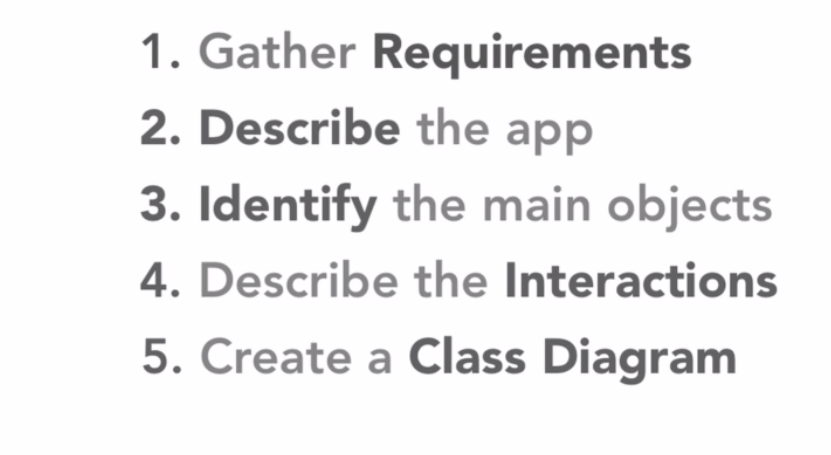 1. Gather Requirements
2. Describe the app
3. Identify the main objects
4. Describe the Interactions
5. Create a Class Diagram